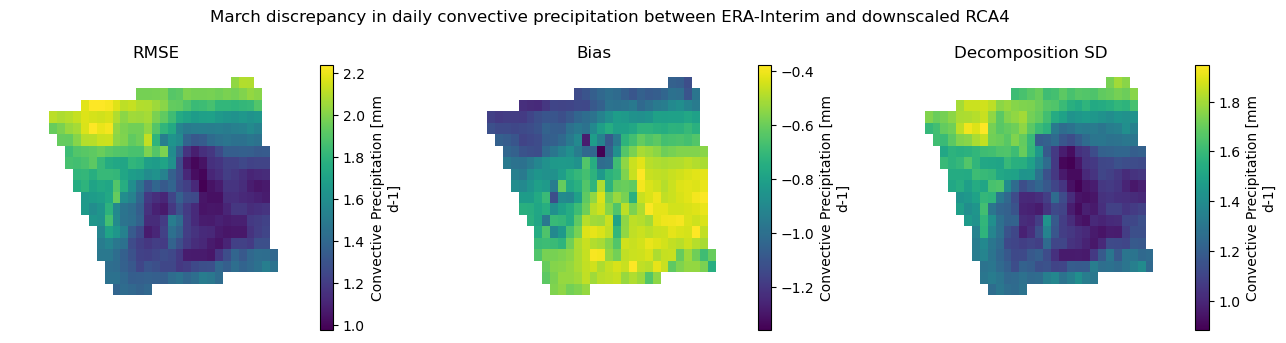 March discrepancy in daily convective precipitation between ERA-Interim and downscaled RCA4
RMSE
2.2
2.0
1.8
1.6
1.4
1.2
1.0
Convective Precipitation [mm
d-1]
Bias
−0.4
−0.6
−0.8
−1.0
−1.2
Convective Precipitation [mm
d-1]
Decomposition SD
1.8
1.6
1.4
1.2
1.0
Convective Precipitation [mm
d-1]